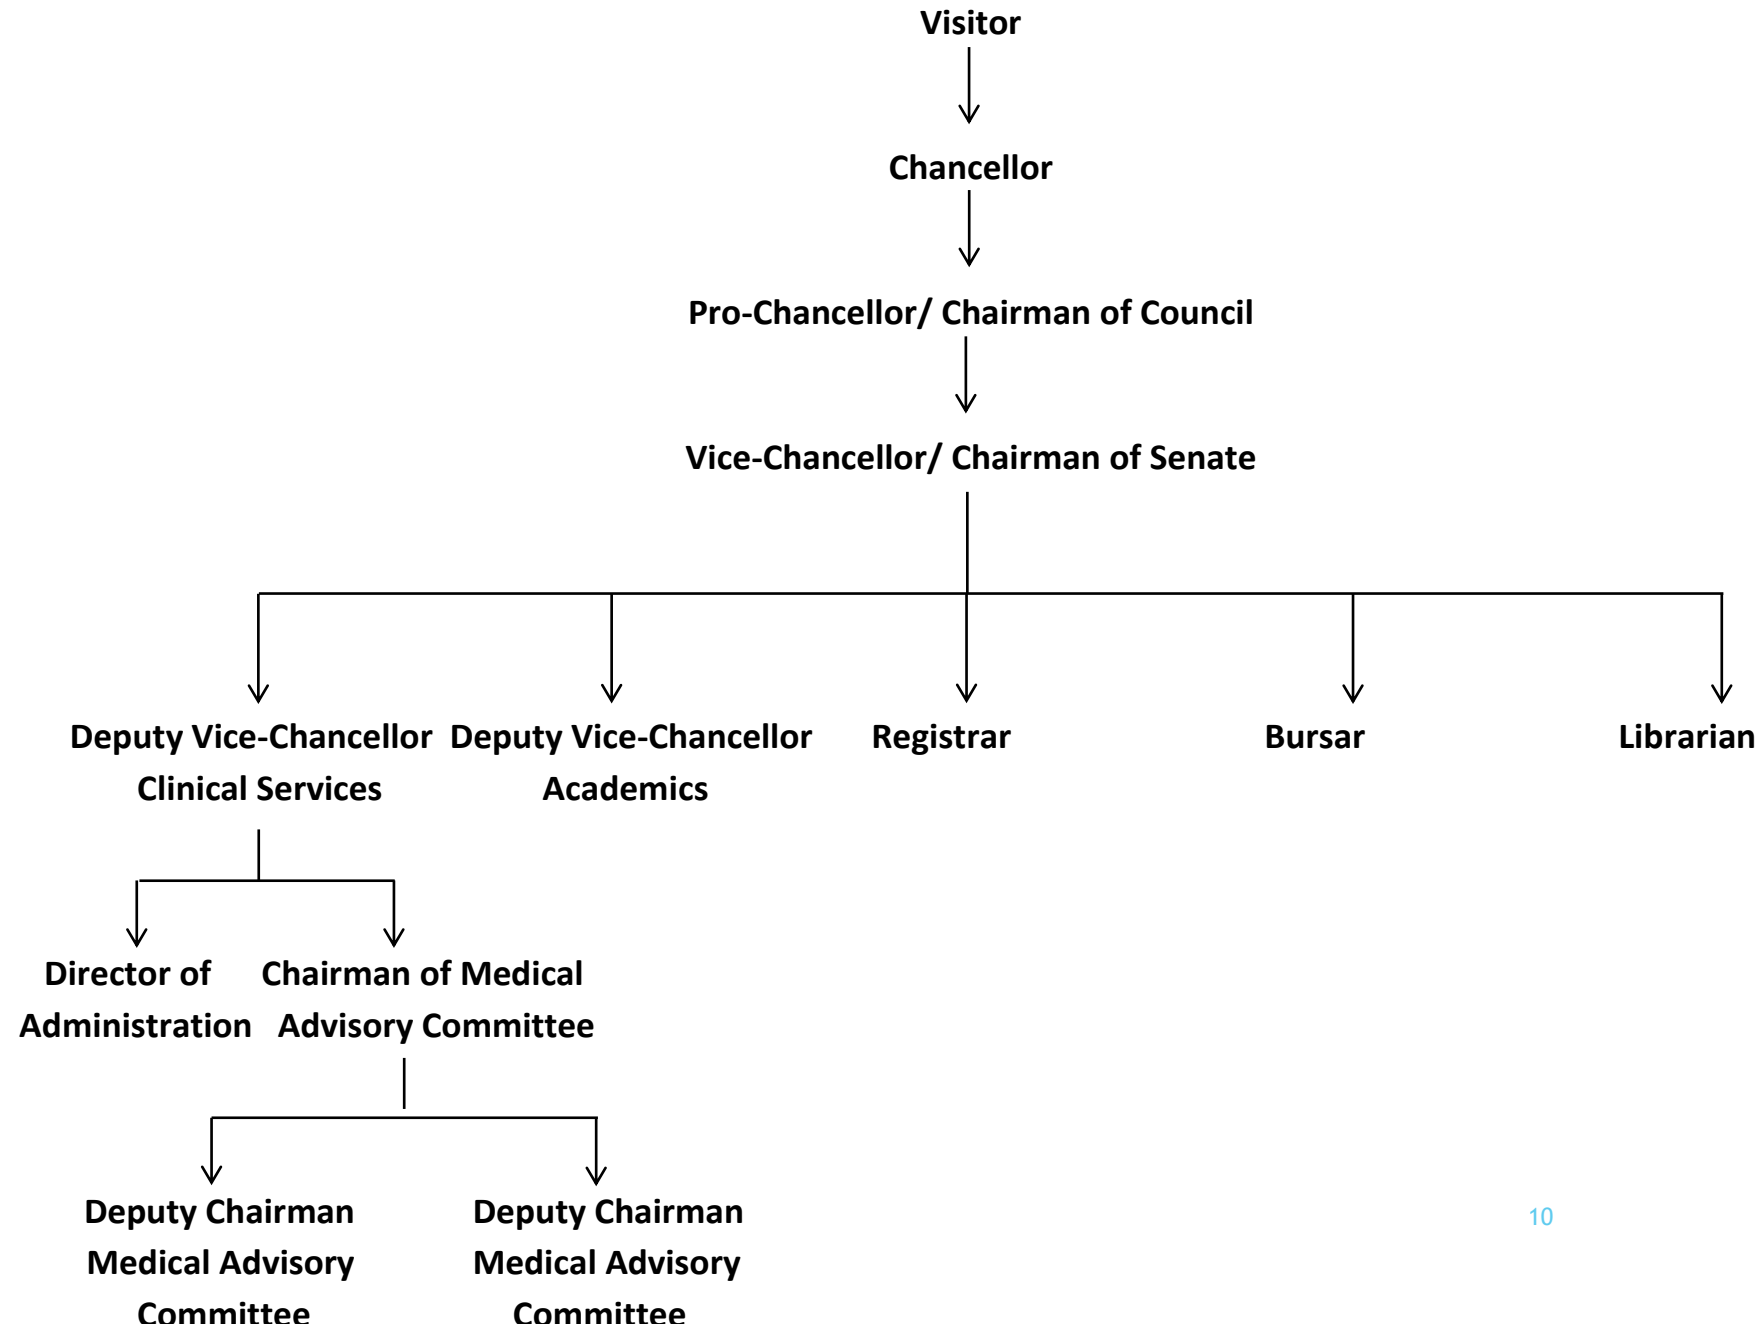 Visitor
Chancellor
Pro-Chancellor/ Chairman of Council
Vice-Chancellor/ Chairman of Senate
Deputy Vice-Chancellor
Clinical Services
Deputy Vice-Chancellor
Academics
Registrar
Bursar
Librarian
Director of
Administration
Chairman of Medical
Advisory Committee
Deputy Chairman
Medical Advisory
Committee
Deputy Chairman
Medical Advisory
Committee
10